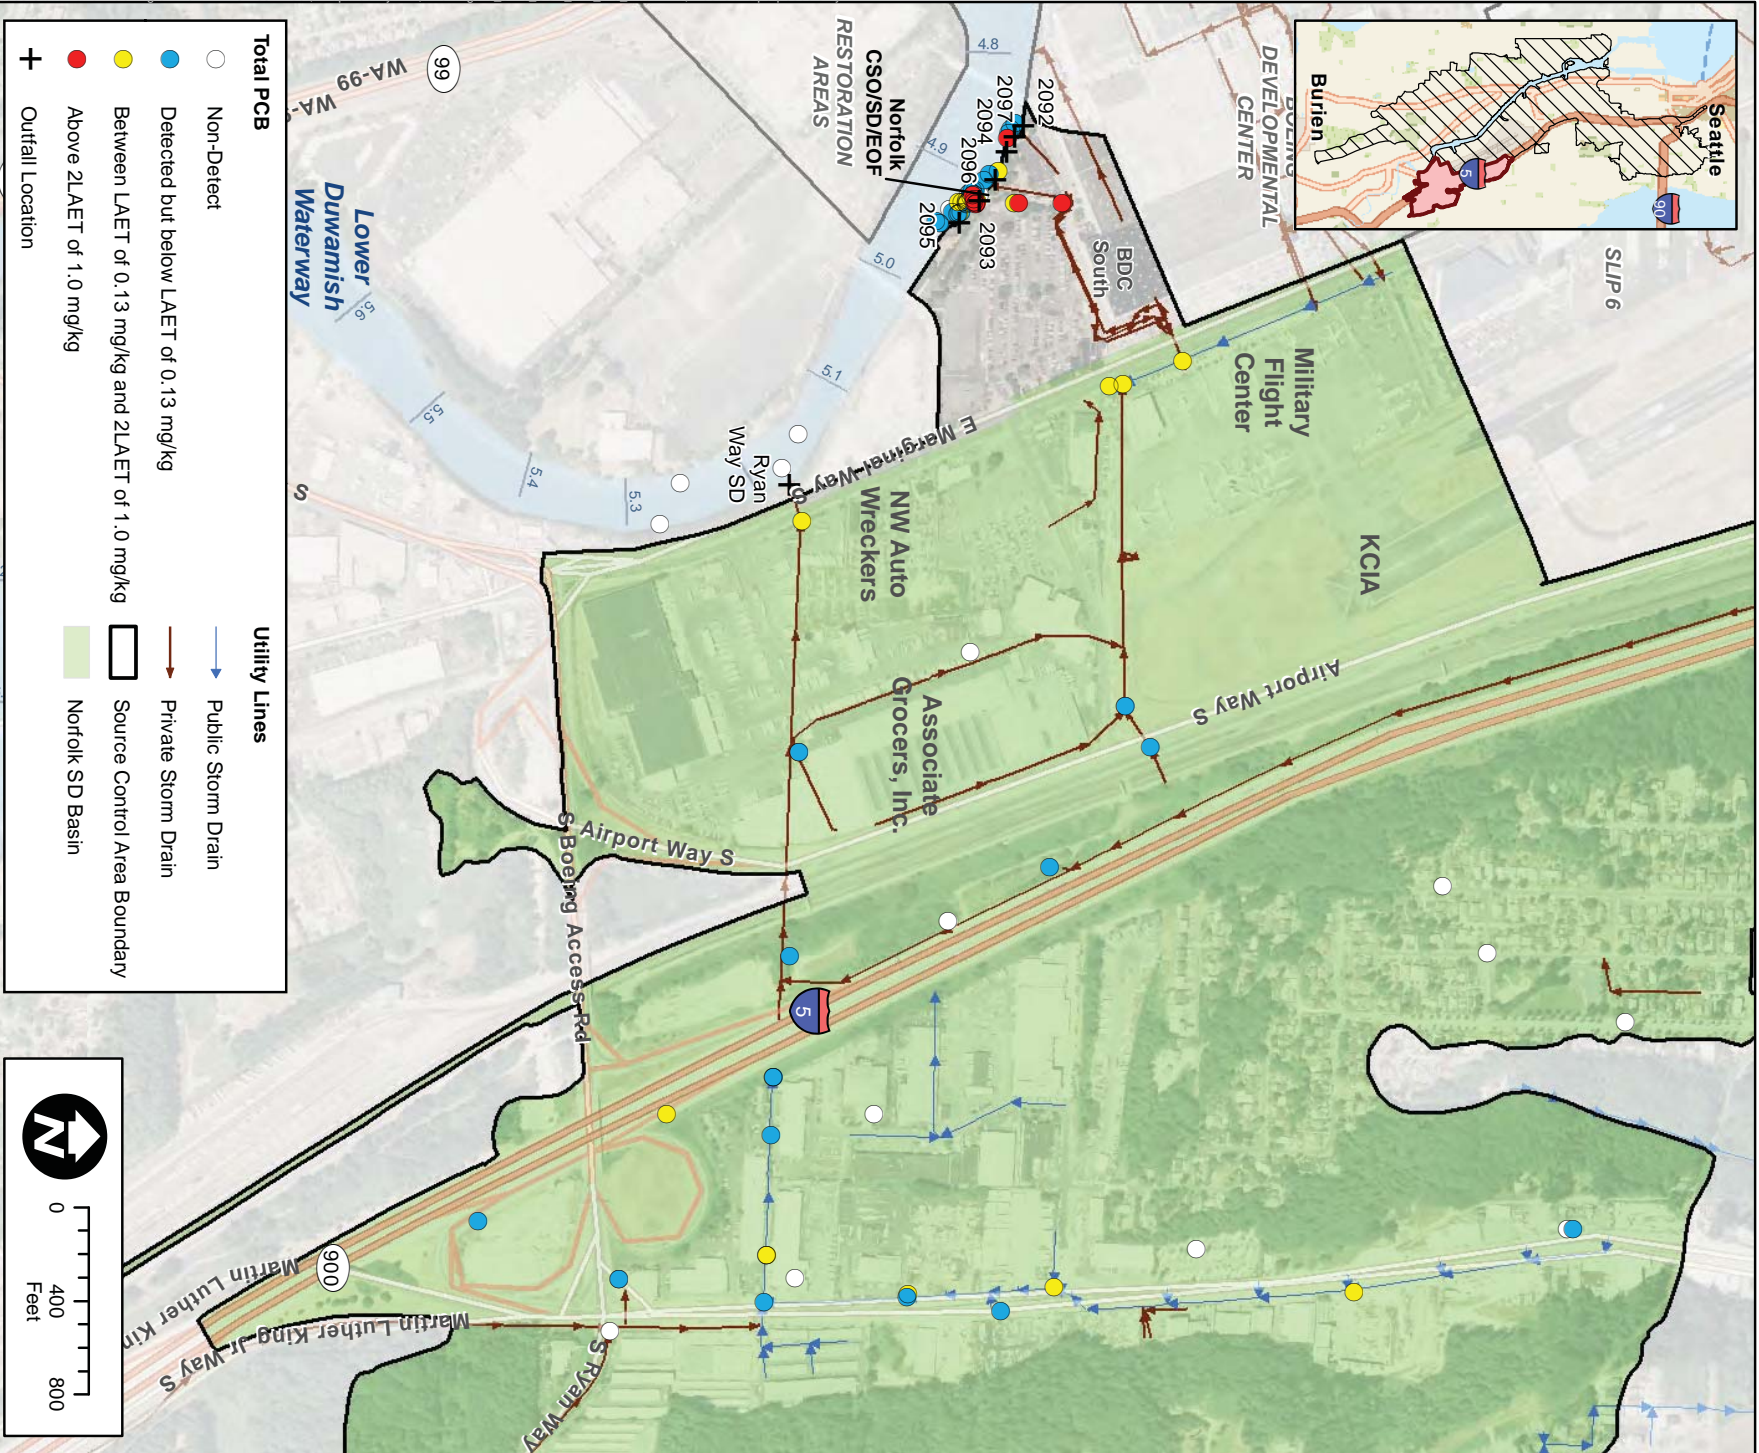 Total PCB
Non-Detect
Detected but below LAET of 0.13 mg/kg
Between LAET of 0.13 mg/kg and 2LAET of 1.0 mg/kg
Above 2LAET of 1.0 mg/kg
Outfall Location
Utility Lines
Public Storm Drain
Private Storm Drain
Source Control Area Boundary
Norfolk SD Basin
N
0 400 800
Feet
Seattle
Burien
5
90
SLIP 6
DEVELOPMENTAL
CENTER
RESTORATION
AREAS
Norfolk
CSO/SD/EOF
2092
2097
2094
2096
2093
2095
4.8
4.9
5.0
5.1
5.3
5.4
5.5
5.6
Lower
Duwamish
Waterway
99
WA-99
BDC
South
Military
Flight
Center
KCIA
E Marginal Way S
Ryan
Way SD
NW Auto
Wreckers
Associate
Grocers, Inc.
Airport Way S
Airport Way S
S Boeing Access Rd
S
5
900
Martin Luther Kin
Martin Luther King Jr Way S
S Ryan Way